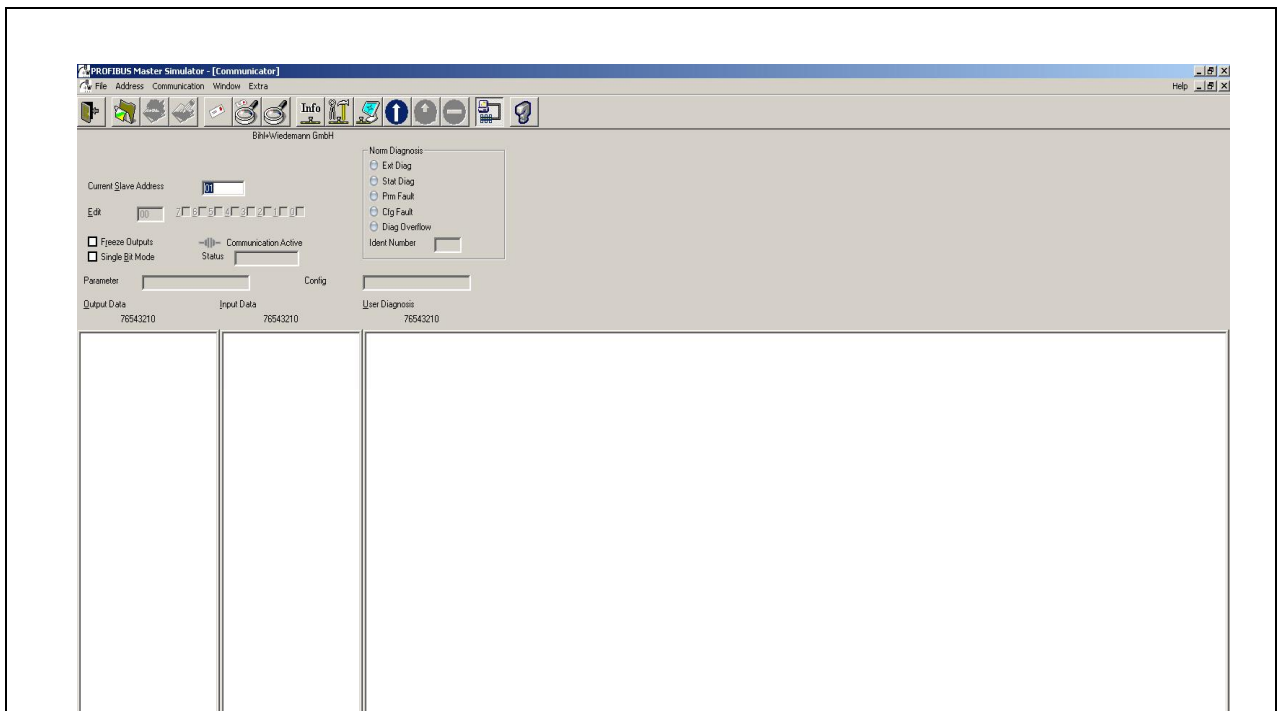 PROFIBUS Master Simulator - [Communicator]
File Address Communication Window Extra Help
Info
Bihl+Wiedemann GmbH
Norm Diagnosis
Ext Diag
Stat Diag
Prm Fault
Cfg Fault
Diag Overflow
Ident Number
Current Slave Address 01
Edit 00 7 6 5 4 3 2 1 0
Freeze Outputs Communication Active
Single Bit Mode Status
Parameter Config
Output Data Input Data User Diagnosis
76543210 76543210 76543210